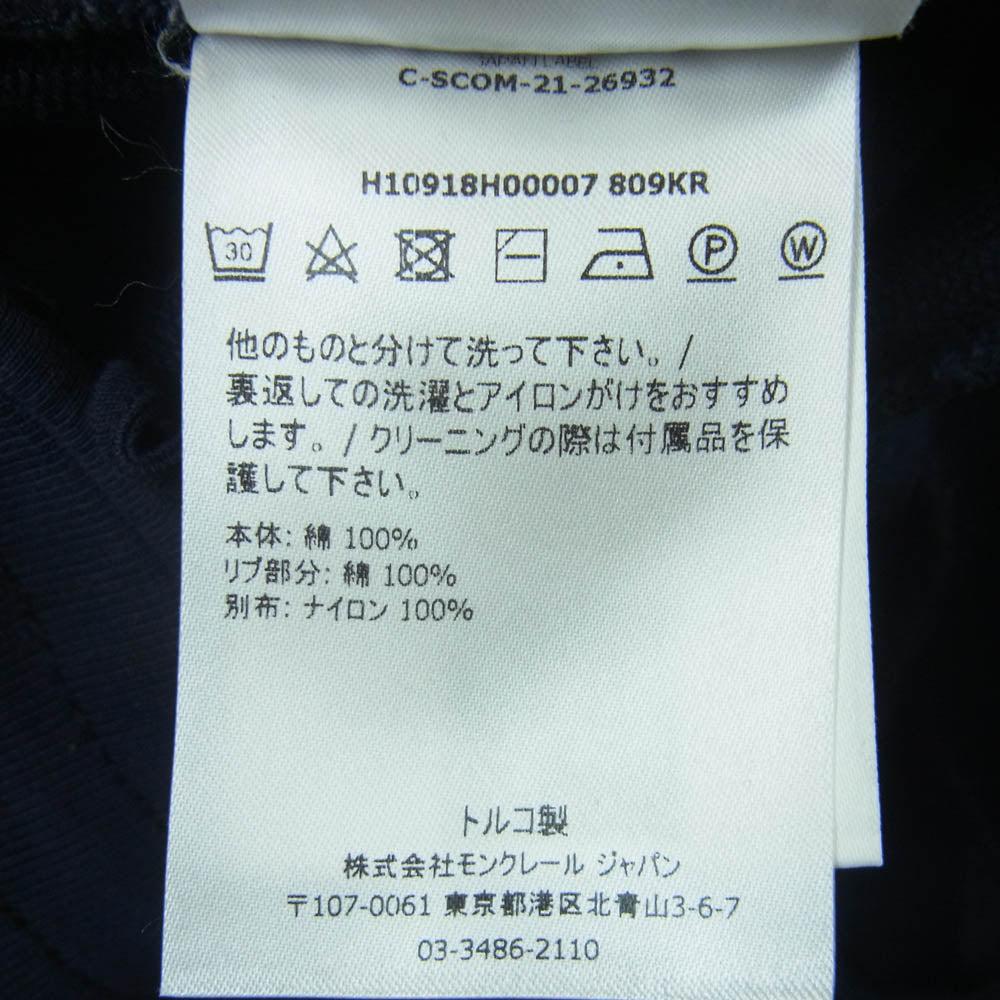 JAPAN LABEL
C-SCOM-21-26932
H10918H00007 809KR
30 P W
他のものと分けて洗って下さい。/
裏返しての洗濯とアイロンがけをおすすめ
します。/ クリーニングの際は付属品を保
護して下さい。
本体: 綿 100%
リブ部分: 綿 100%
別布: ナイロン 100%
トルコ製
株式会社モンクレール ジャパン
〒107-0061 東京都港区北青山3-6-7
03-3486-2110